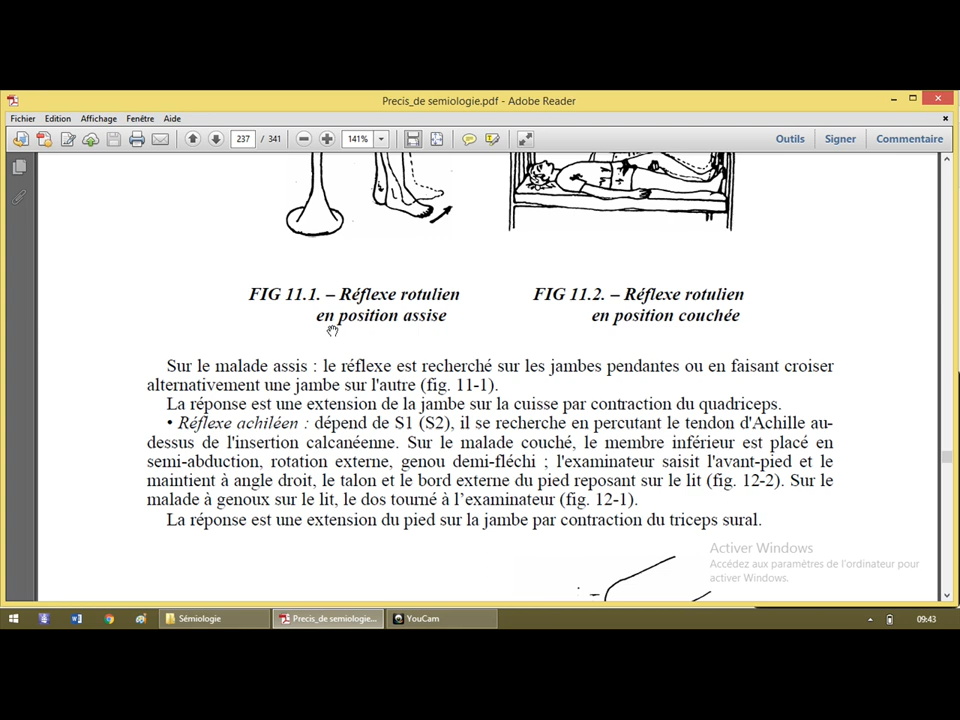 Precis_de semiologie.pdf - Adobe Reader
Fichier Edition Affichage Fenêtre Aide
237 / 341 141% Outils Signer Commentaire
FIG 11.1. – Réflexe rotulien
en position assise
FIG 11.2. – Réflexe rotulien
en position couchée
Sur le malade assis : le réflexe est recherché sur les jambes pendantes ou en faisant croiser
alternativement une jambe sur l'autre (fig. 11-1).
La réponse est une extension de la jambe sur la cuisse par contraction du quadriceps.
• Réflexe achiléen : dépend de S1 (S2), il se recherche en percutant le tendon d'Achille au-
dessus de l'insertion calcanéenne. Sur le malade couché, le membre inférieur est placé en
semi-abduction, rotation externe, genou demi-fléchi ; l'examinateur saisit l'avant-pied et le
maintient à angle droit, le talon et le bord externe du pied reposant sur le lit (fig. 12-2). Sur le
malade à genoux sur le lit, le dos tourné à l’examinateur (fig. 12-1).
La réponse est une extension du pied sur la jambe par contraction du triceps sural.
Activer Windows
Accédez aux paramètres de l'ordinateur pour
activer Windows.
Sémiologie Precis_de semiologie... YouCam 09:43